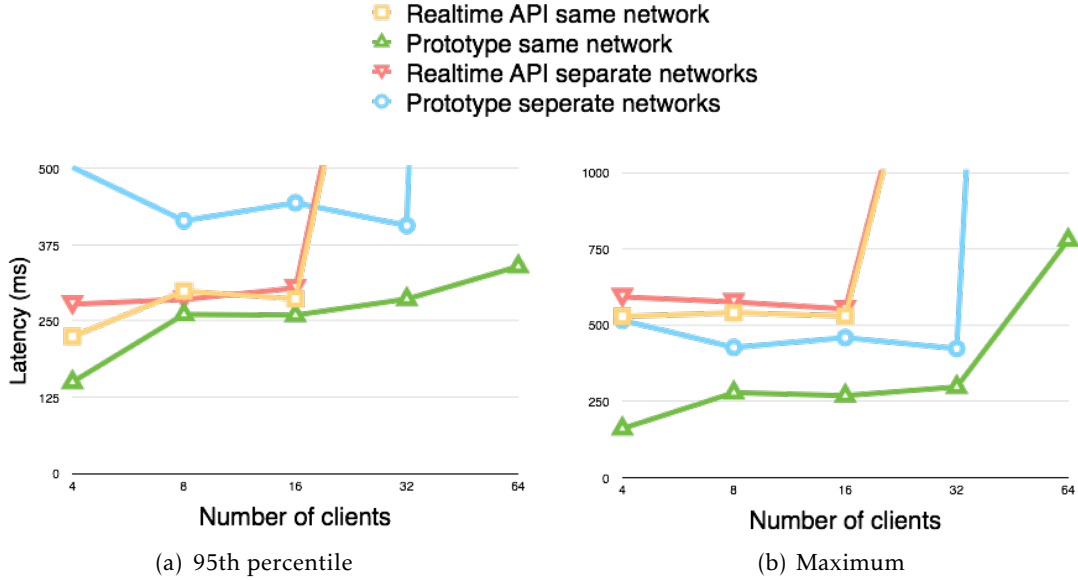 Realtime API same network
Prototype same network
Realtime API separate networks
Prototype seperate networks
500
375
250
125
0
Latency (ms)
4 8 16 32 64
Number of clients
(a) 95th percentile
1000
750
500
250
0
4 8 16 32 64
Number of clients
(b) Maximum